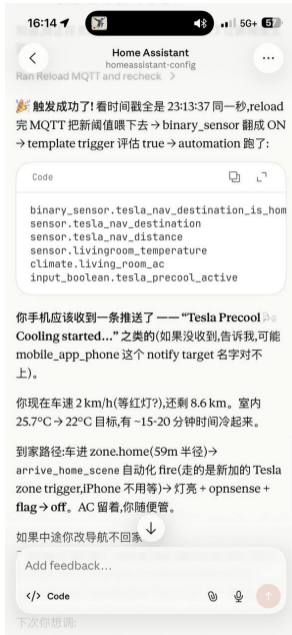 16:14
5G+ 57
Home Assistant
homeassistant-config
Ran Reload MQTT and recheck >
🎉 触发成功了! 看时间戳全是 23:13:37 同一秒,reload
完 MQTT 把新阈值喂下去 → binary_sensor 翻成 ON
→ template trigger 评估 true → automation 跑了:
Code
binary_sensor.tesla_nav_destination_is_hom
sensor.tesla_nav_destination
sensor.tesla_nav_distance
sensor.livingroom_temperature
climate.living_room_ac
input_boolean.tesla_precool_active
你手机应该收到一条推送了 —— “Tesla Precool
Cooling started…” 之类的(如果没收到,告诉我,可能
mobile_app_phone 这个 notify target 名字对不
上)。
你现在车速 2 km/h(等红灯?),还剩 8.6 km。室内
25.7°C → 22°C 目标,有 ~15-20 分钟时间冷起来。
到家路径:车进 zone.home(59m 半径) →
arrive_home_scene 自动化 fire(走的是新加的 Tesla
zone trigger,iPhone 不用等) → 灯亮 + opnsense +
flag → off。AC 留着,你随便管。
如果中途你改导航不回家
Add feedback...
</> Code
下次你想调: